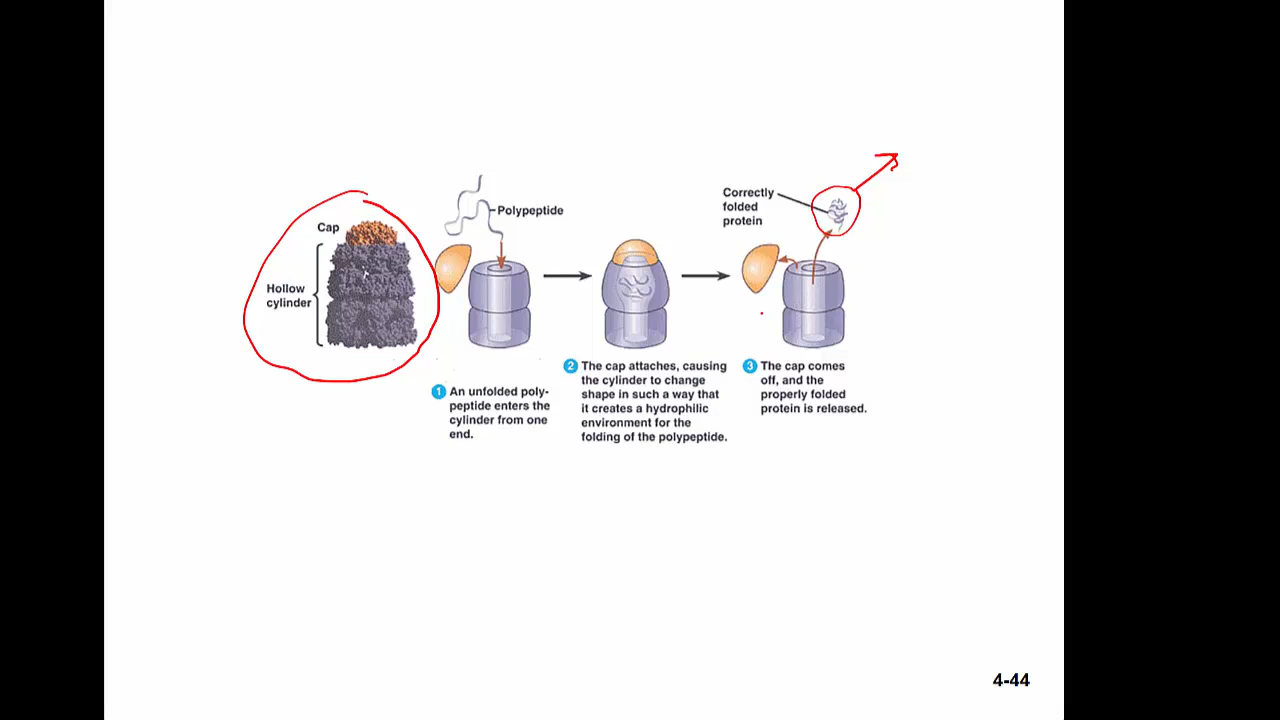 Cap
Hollow
cylinder
Polypeptide
Correctly
folded
protein
1 An unfolded poly-
peptide enters the
cylinder from one
end.
2 The cap attaches, causing
the cylinder to change
shape in such a way that
it creates a hydrophilic
environment for the
folding of the polypeptide.
3 The cap comes
off, and the
properly folded
protein is released.
4-44